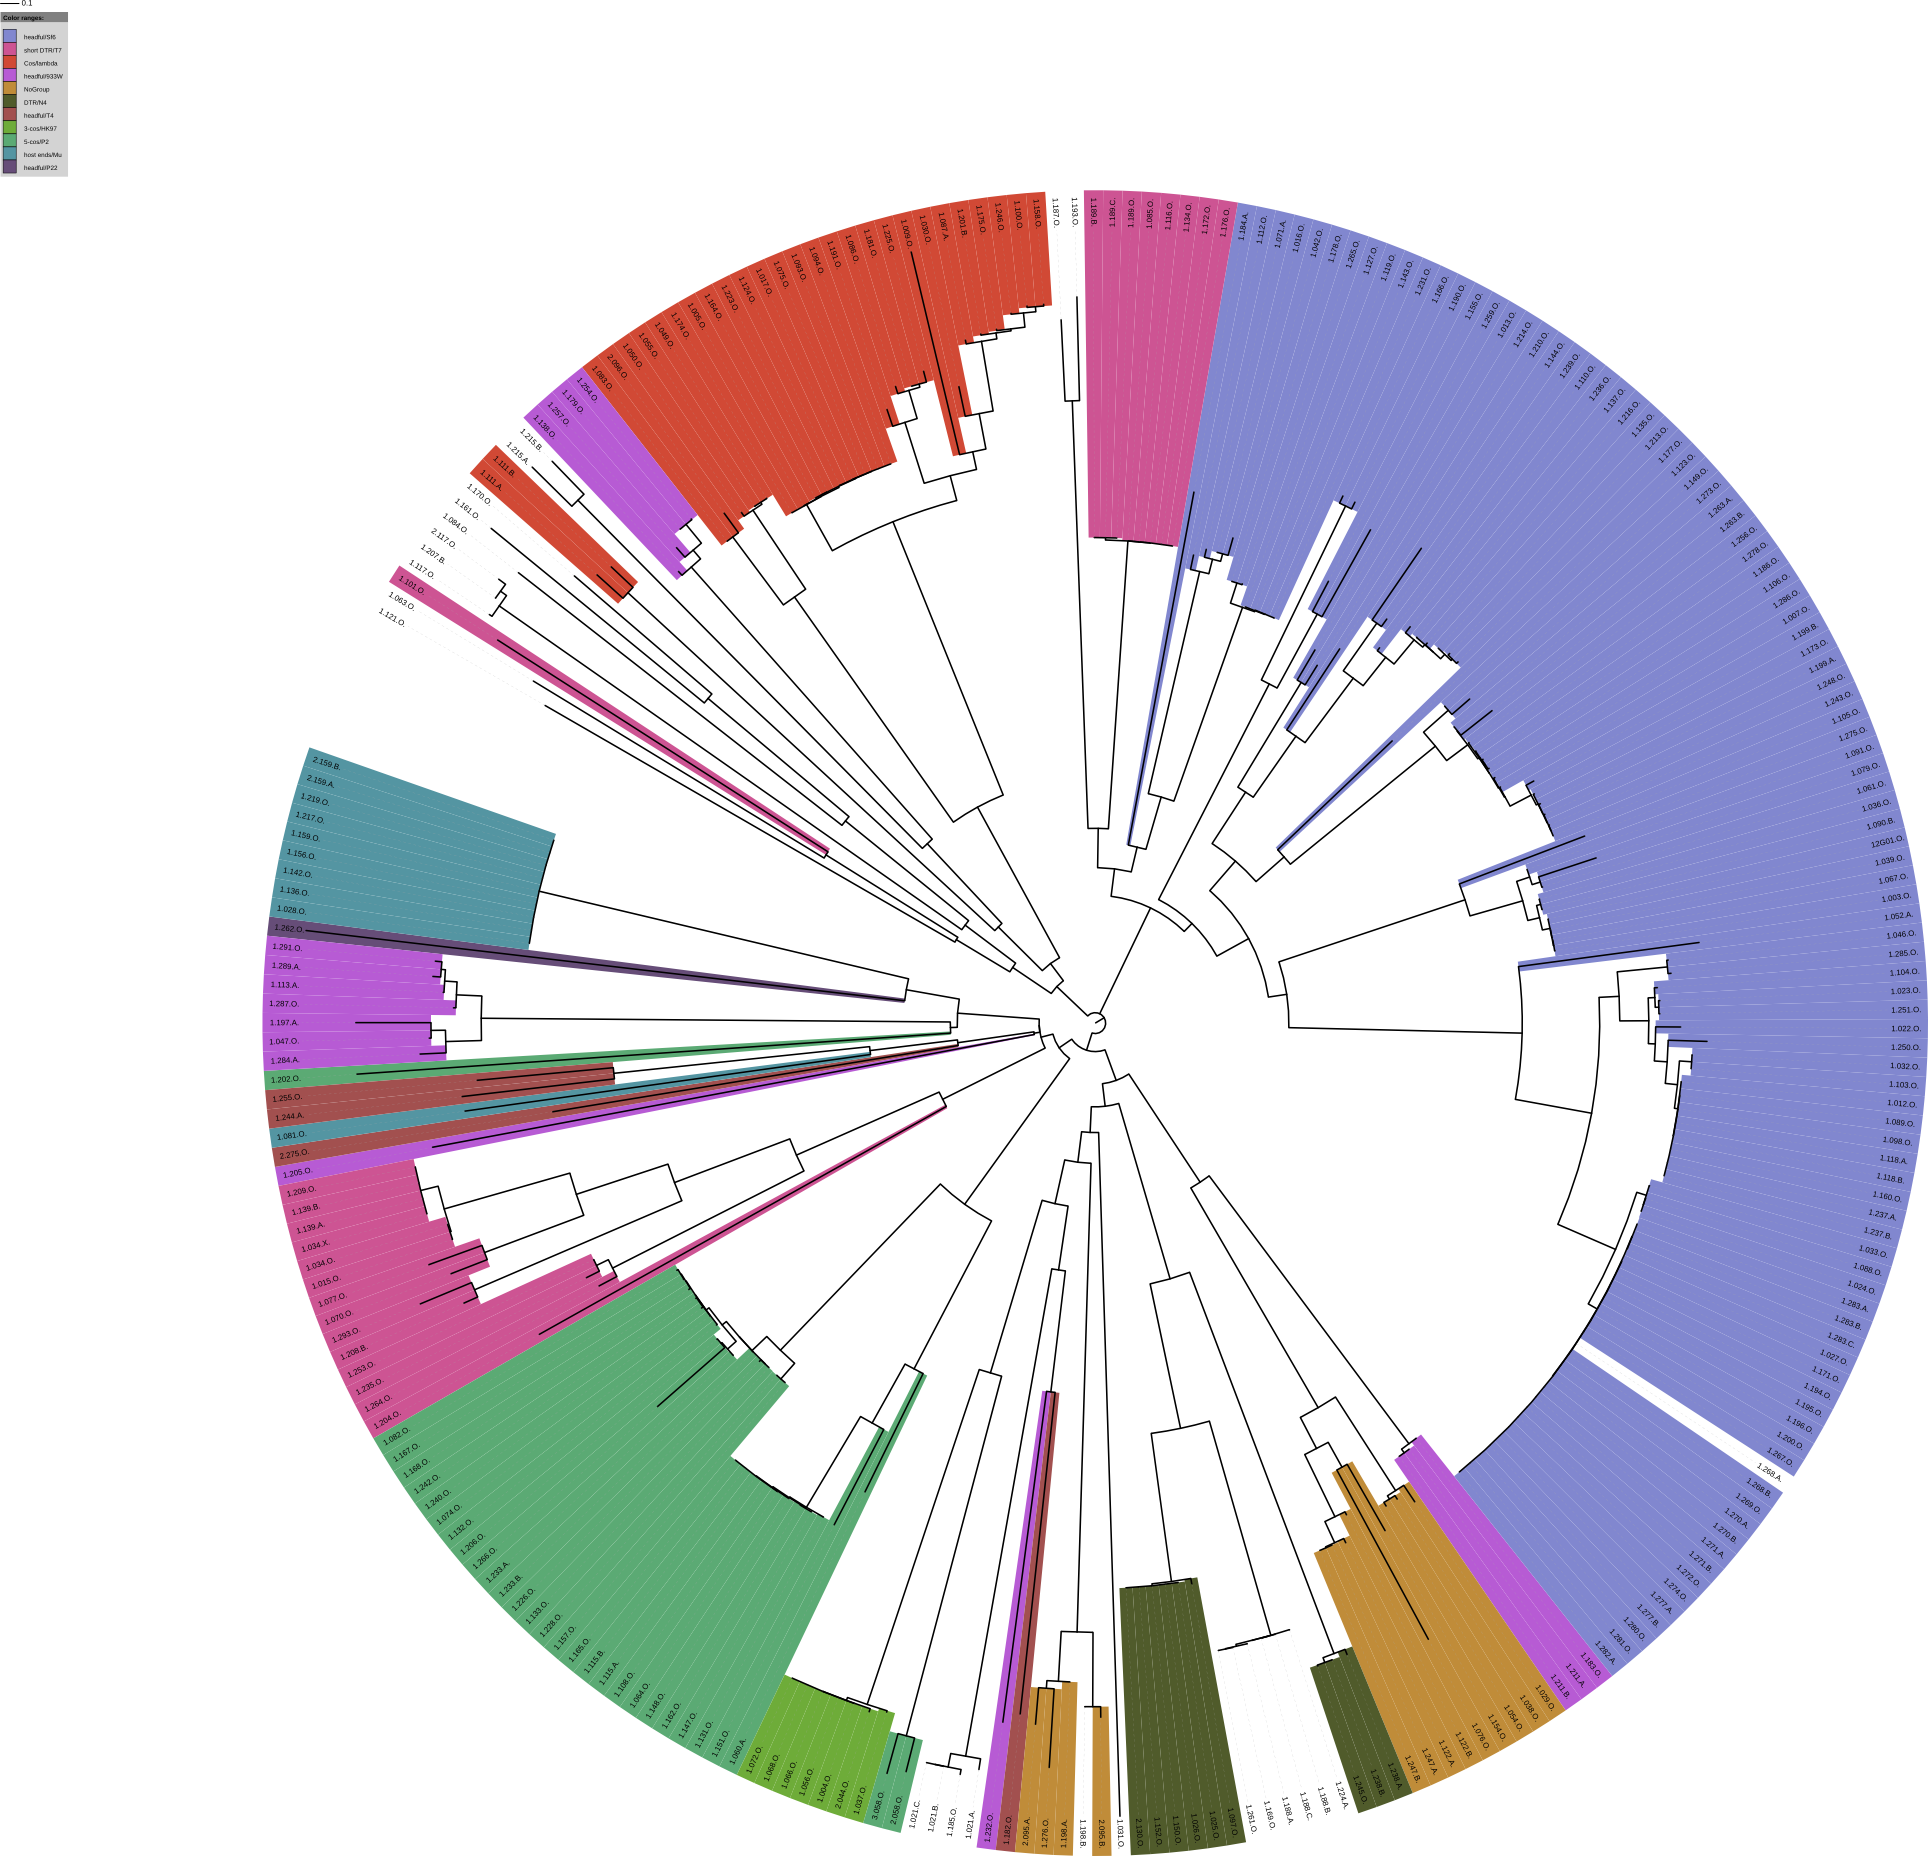 0.1
Color ranges:
headful/Sf6
short DTR/T7
Cos/lambda
headful/933W
NoGroup
DTR/N4
headful/T4
3-cos/HK97
5-cos/P2
host ends/Mu
headful/P22
1.189.B.
1.189.C.
1.189.O.
1.085.O.
1.116.O.
1.134.O.
1.172.O.
1.176.O.
1.184.A.
1.112.O.
1.071.A.
1.016.O.
1.042.O.
1.178.O.
1.265.O.
1.127.O.
1.119.O.
1.143.O.
1.231.O.
1.166.O.
1.190.O.
1.155.O.
1.259.O.
1.013.O.
1.214.O.
1.210.O.
1.144.O.
1.239.O.
1.110.O.
1.236.O.
1.137.O.
1.216.O.
1.135.O.
1.213.O.
1.177.O.
1.123.O.
1.149.O.
1.273.O.
1.263.A.
1.263.B.
1.256.O.
1.278.O.
1.186.O.
1.106.O.
1.286.O.
1.007.O.
1.199.B.
1.173.O.
1.199.A.
1.248.O.
1.243.O.
1.105.O.
1.275.O.
1.091.O.
1.079.O.
1.061.O.
1.036.O.
1.090.B.
12G01.O.
1.039.O.
1.067.O.
1.003.O.
1.052.A.
1.046.O.
1.285.O.
1.104.O.
1.023.O.
1.251.O.
1.022.O.
1.250.O.
1.032.O.
1.103.O.
1.012.O.
1.089.O.
1.098.O.
1.118.A.
1.118.B.
1.160.O.
1.237.A.
1.237.B.
1.033.O.
1.088.O.
1.024.O.
1.283.A.
1.283.B.
1.283.C.
1.027.O.
1.171.O.
1.194.O.
1.195.O.
1.196.O.
1.200.O.
1.267.O.
1.268.A.
1.268.B.
1.269.O.
1.270.A.
1.270.B.
1.271.A.
1.271.B.
1.272.O.
1.274.O.
1.277.A.
1.277.B.
1.280.O.
1.281.O.
1.282.A.
1.183.O.
1.211.A.
1.211.B.
1.029.O.
1.038.O.
1.054.O.
1.154.O.
1.076.O.
1.122.B.
1.122.A.
1.247.A.
1.247.B.
1.238.A.
1.238.B.
1.245.O.
1.224.A.
1.188.B.
1.188.C.
1.188.A.
1.169.O.
1.261.O.
1.097.O.
1.025.O.
1.026.O.
1.150.O.
1.152.O.
2.130.O.
1.031.O.
2.095.B.
1.198.B.
1.198.A.
1.276.O.
2.095.A.
1.182.O.
1.232.O.
1.021.A.
1.185.O.
1.021.B.
1.021.C.
2.058.O.
3.058.O.
1.037.O.
2.044.O.
1.004.O.
1.056.O.
1.066.O.
1.068.O.
1.072.O.
1.060.A.
1.151.O.
1.131.O.
1.147.O.
1.162.O.
1.148.O.
1.064.O.
1.108.O.
1.115.A.
1.115.B.
1.165.O.
1.157.O.
1.228.O.
1.133.O.
1.226.O.
1.233.B.
1.233.A.
1.266.O.
1.206.O.
1.132.O.
1.074.O.
1.240.O.
1.242.O.
1.168.O.
1.167.O.
1.082.O.
1.204.O.
1.264.O.
1.235.O.
1.253.O.
1.208.B.
1.293.O.
1.070.O.
1.077.O.
1.015.O.
1.034.O.
1.034.X.
1.139.A.
1.139.B.
1.209.O.
1.205.O.
2.275.O.
1.081.O.
1.244.A.
1.255.O.
1.202.O.
1.284.A.
1.047.O.
1.197.A.
1.287.O.
1.113.A.
1.289.A.
1.291.O.
1.262.O.
1.028.O.
1.136.O.
1.142.O.
1.156.O.
1.159.O.
1.217.O.
1.219.O.
2.159.A.
2.159.B.
1.121.O.
1.063.O.
1.101.O.
1.117.O.
1.207.B.
2.117.O.
1.084.O.
1.161.O.
1.170.O.
1.111.A.
1.111.B.
1.215.A.
1.215.B.
1.138.O.
1.257.O.
1.179.O.
1.254.O.
1.083.O.
2.096.O.
1.050.O.
1.055.O.
1.049.O.
1.174.O.
1.005.O.
1.164.O.
1.223.O.
1.124.O.
1.017.O.
1.075.O.
1.093.O.
1.094.O.
1.191.O.
1.086.O.
1.181.O.
1.225.O.
1.009.O.
1.030.O.
1.087.A.
1.201.B.
1.175.O.
1.246.O.
1.100.O.
1.158.O.
1.187.O.
1.193.O.